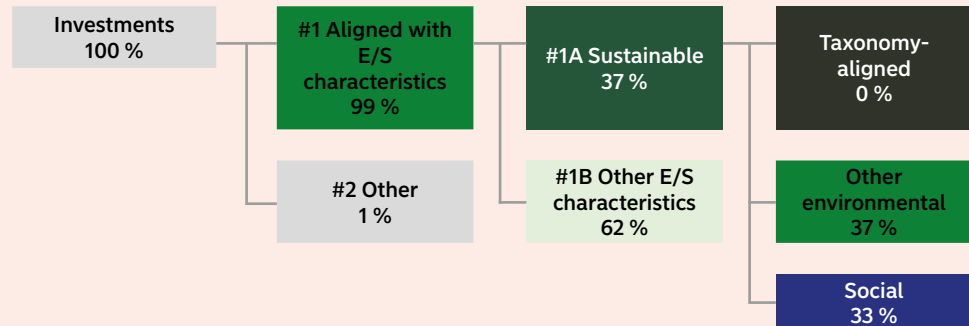 Investments
100 %
#1 Aligned with
E/S
characteristics
99 %
#2 Other
1 %
#1A Sustainable
37 %
#1B Other E/S
characteristics
62 %
Taxonomy-
aligned
0 %
Other
environmental
37 %
Social
33 %